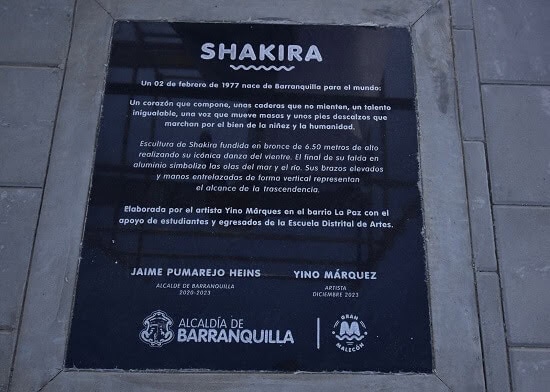 SHAKIRA
Un 02 de febrero de 1977 nace de Barranquilla para el mundo:
Un corazón que compone, unas caderas que no mienten, un talento
inigualable, una voz que mueve masas y unos pies descalzos que
marchan por el bien de la niñez y la humanidad.
Escultura de Shakira fundida en bronce de 6.50 metros de alto
realizando su icónica danza del vientre. El final de su falda en
aluminio simboliza las olas del mar y el río. Sus brazos elevados
y manos entrelazadas de forma vertical representan
el alcance de la trascendencia.
Elaborada por el artista Yino Márques en el barrio La Paz con el
apoyo de estudiantes y egresados de la Escuela Distrital de Artes.
JAIME PUMAREJO HEINS
ALCALDE DE BARRANQUILLA
2020-2023
YINO MÁRQUEZ
ARTISTA
DICIEMBRE 2023
ALCALDÍA DE
BARRANQUILLA
GRAN
MALECÓN